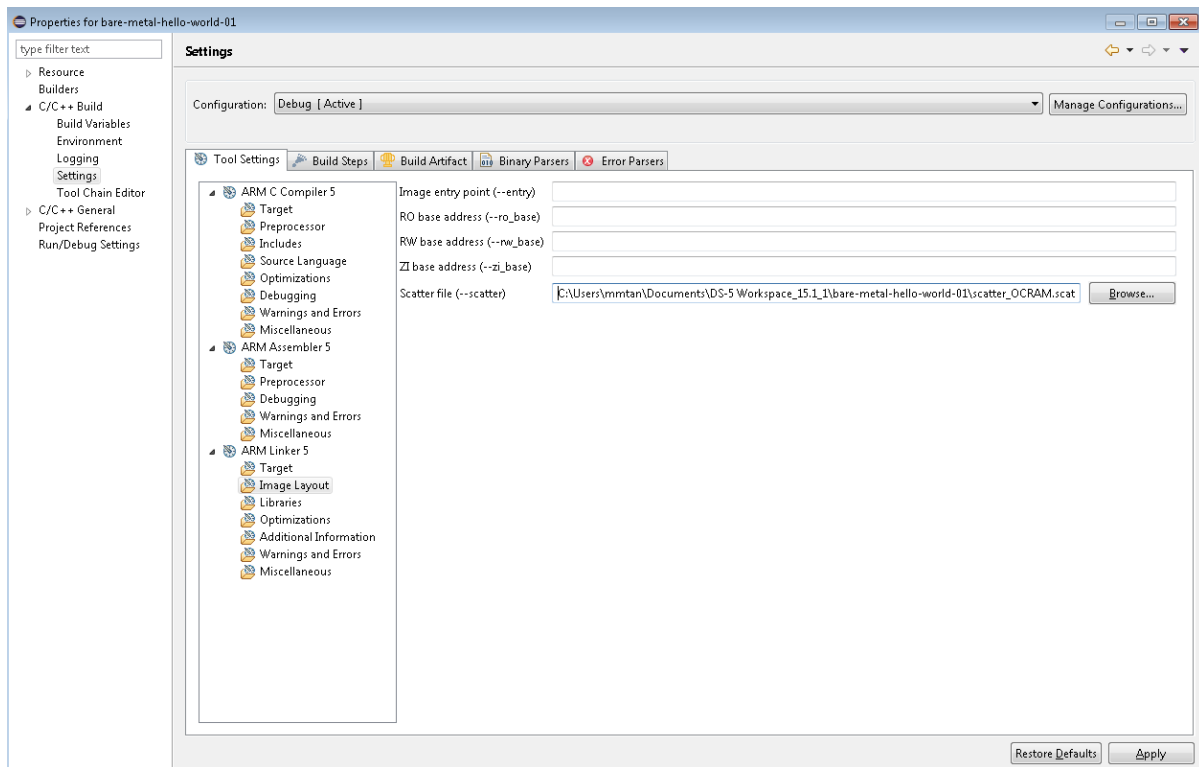 Properties for bare-metal-hello-world-01
type filter text
Resource
Builders
C/C++ Build
Build Variables
Environment
Logging
Settings
Tool Chain Editor
C/C++ General
Project References
Run/Debug Settings
Settings
Configuration: Debug [ Active ] Manage Configurations...
Tool Settings Build Steps Build Artifact Binary Parsers Error Parsers
ARM C Compiler 5
Target
Preprocessor
Includes
Source Language
Optimizations
Debugging
Warnings and Errors
Miscellaneous
ARM Assembler 5
Target
Preprocessor
Debugging
Warnings and Errors
Miscellaneous
ARM Linker 5
Target
Image Layout
Libraries
Optimizations
Additional Information
Warnings and Errors
Miscellaneous
Image entry point (--entry)
RO base address (--ro_base)
RW base address (--rw_base)
ZI base address (--zi_base)
Scatter file (--scatter) C:\Users\mmtan\Documents\DS-5 Workspace_15.1_1\bare-metal-hello-world-01\scatter_OCRAM.scat Browse...
Restore Defaults Apply